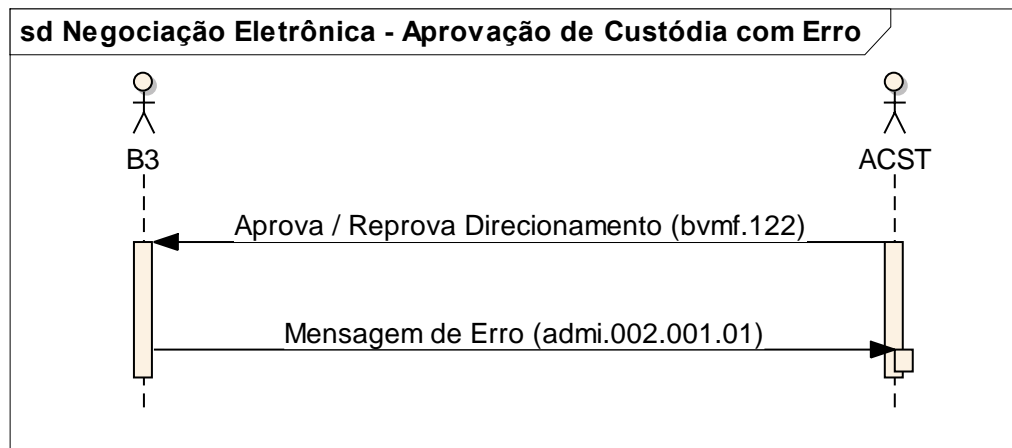 sd Negociação Eletrônica - Aprovação de Custódia com Erro
B3
ACST
Aprova / Reprova Direcionamento (bvmf.122)
Mensagem de Erro (admi.002.001.01)